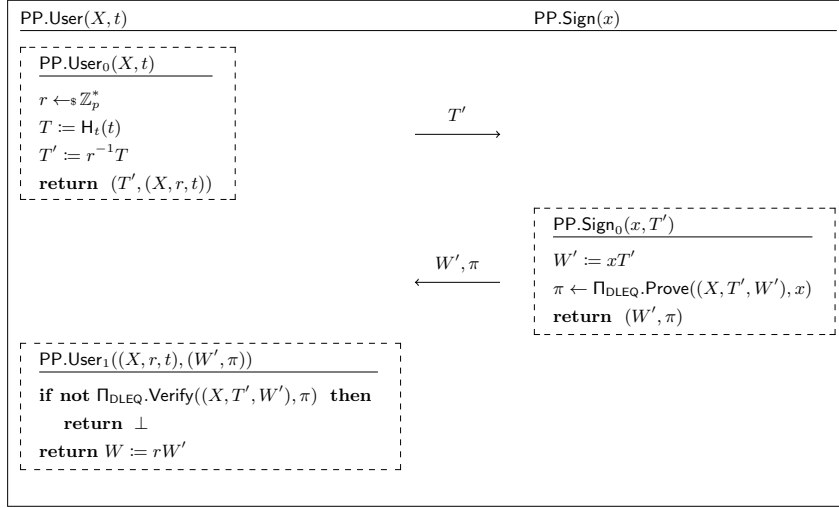 PP.User(X, t) PP.Sign(x)
PP.User₀(X, t)
r ←$ ℤ*ₚ
T := Hₜ(t)
T′ := r⁻¹T
return (T′, (X, r, t))
T′
PP.Sign₀(x, T′)
W′ := xT′
π ← Π_DLEQ.Prove((X, T′, W′), x)
return (W′, π)
W′, π
PP.User₁((X, r, t), (W′, π))
if not Π_DLEQ.Verify((X, T′, W′), π) then
return ⊥
return W := rW′